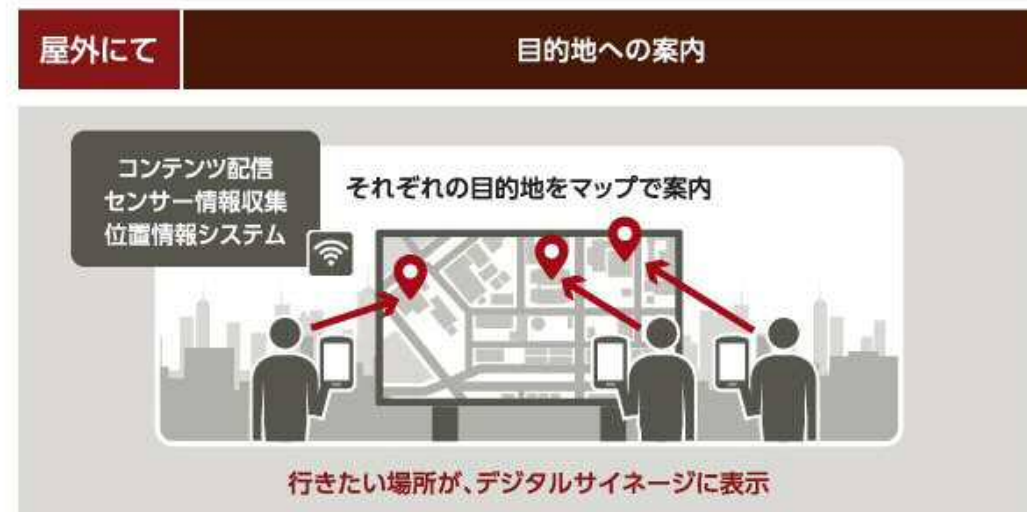 屋外にて
目的地への案内
コンテンツ配信
センサー情報収集
位置情報システム
それぞれの目的地をマップで案内
行きたい場所が、デジタルサイネージに表示